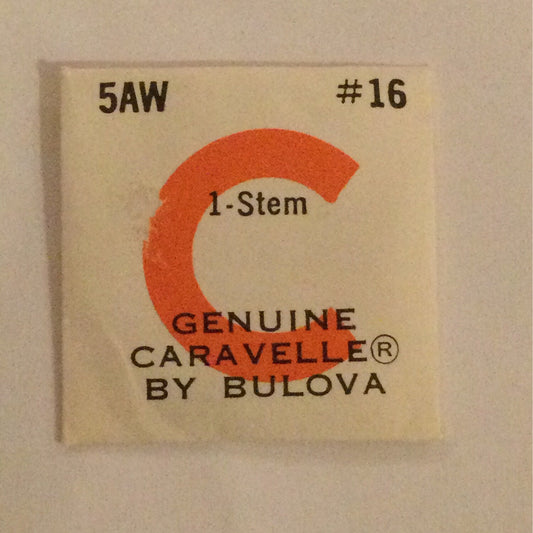 5AW #16
1-Stem
GENUINE
CARAVELLE®
BY BULOVA